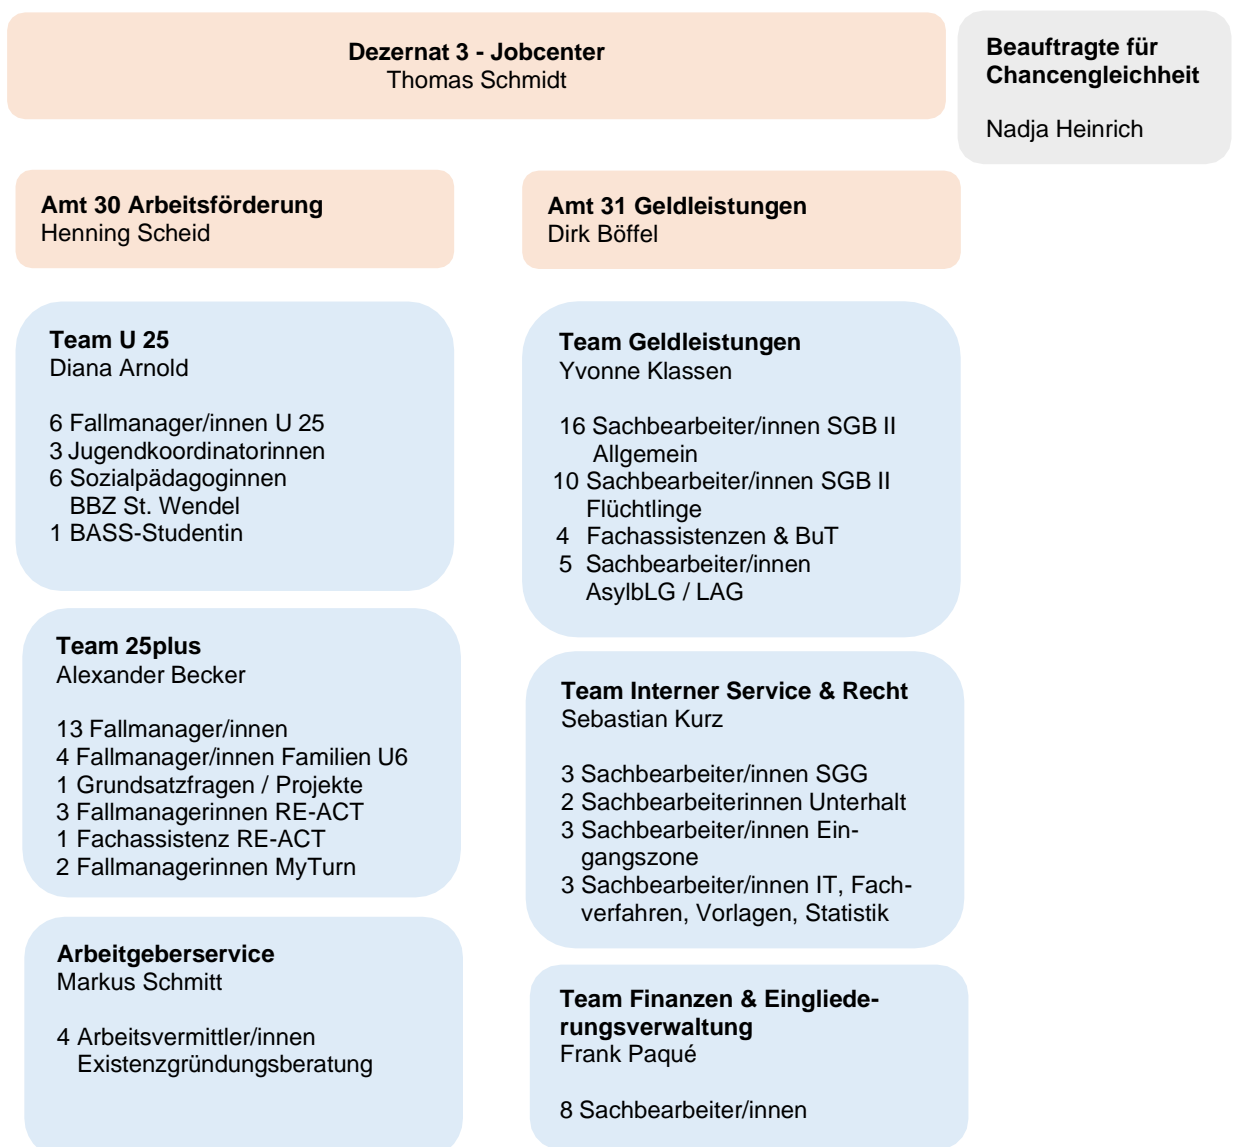 Dezernat 3 - Jobcenter
Thomas Schmidt
Beauftragte für
Chancengleichheit
Nadja Heinrich
Amt 30 Arbeitsförderung
Henning Scheid
Amt 31 Geldleistungen
Dirk Böffel
Team U 25
Diana Arnold
6 Fallmanager/innen U 25
3 Jugendkoordinatorinnen
6 Sozialpädagoginnen
BBZ St. Wendel
1 BASS-Studentin
Team 25plus
Alexander Becker
13 Fallmanager/innen
4 Fallmanager/innen Familien U6
1 Grundsatzfragen / Projekte
3 Fallmanagerinnen RE-ACT
1 Fachassistenz RE-ACT
2 Fallmanagerinnen MyTurn
Arbeitgeberservice
Markus Schmitt
4 Arbeitsvermittler/innen
Existenzgründungsberatung
Team Geldleistungen
Yvonne Klassen
16 Sachbearbeiter/innen SGB II
Allgemein
10 Sachbearbeiter/innen SGB II
Flüchtlinge
4 Fachassistenzen & BuT
5 Sachbearbeiter/innen
AsylbLG / LAG
Team Interner Service & Recht
Sebastian Kurz
3 Sachbearbeiter/innen SGG
2 Sachbearbeiterinnen Unterhalt
3 Sachbearbeiter/innen Ein-
gangszone
3 Sachbearbeiter/innen IT, Fach-
verfahren, Vorlagen, Statistik
Team Finanzen & Eingliede-
rungsverwaltung
Frank Paqué
8 Sachbearbeiter/innen